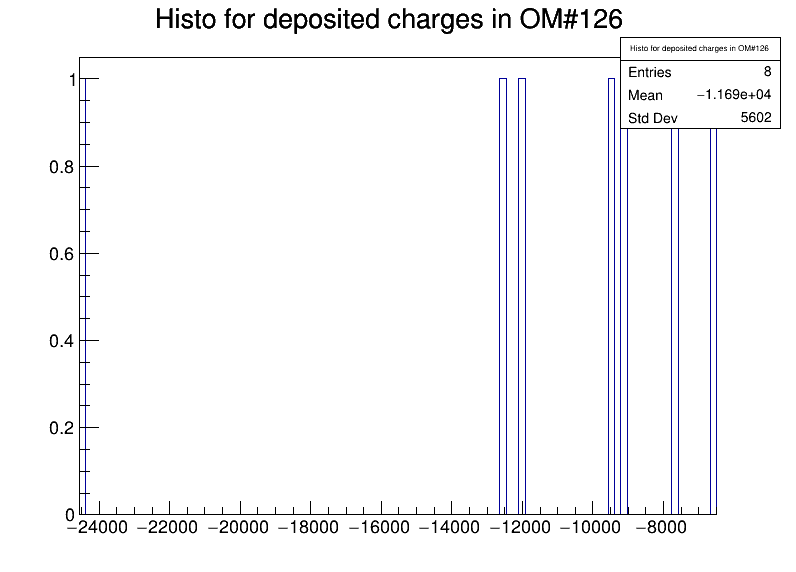 Histo for deposited charges in OM#126
Histo for deposited charges in OM#126
Entries 8
Mean −1.169e+04
Std Dev 5602
1
0.8
0.6
0.4
0.2
0
−24000 −22000 −20000 −18000 −16000 −14000 −12000 −10000 −8000